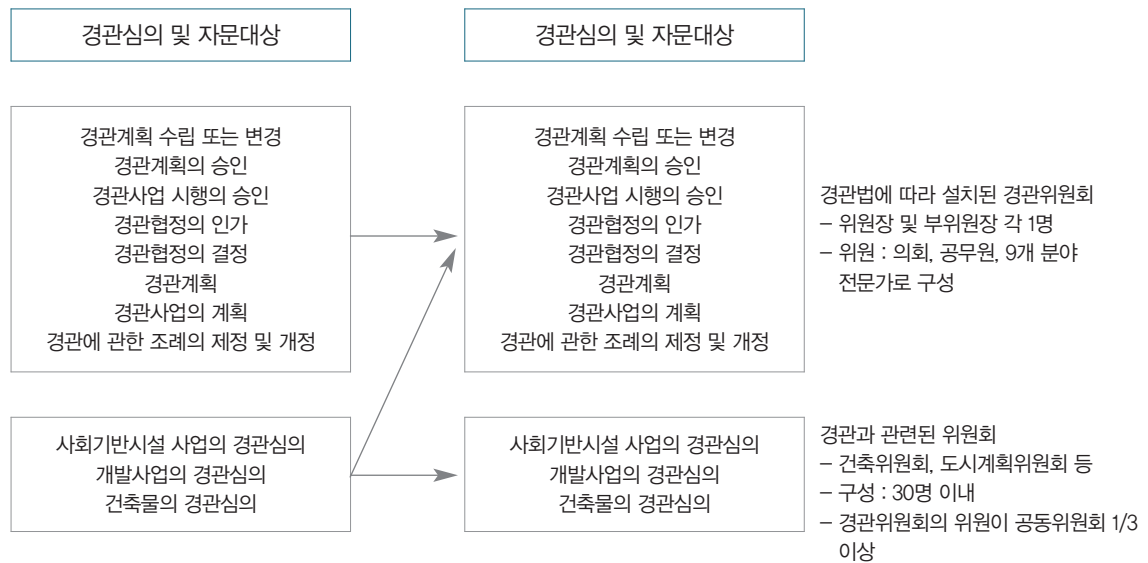 경관심의 및 자문대상
경관심의 및 자문대상
경관계획 수립 또는 변경
경관계획의 승인
경관사업 시행의 승인
경관협정의 인가
경관협정의 결정
경관계획
경관사업의 계획
경관에 관한 조례의 제정 및 개정
경관계획 수립 또는 변경
경관계획의 승인
경관사업 시행의 승인
경관협정의 인가
경관협정의 결정
경관계획
경관사업의 계획
경관에 관한 조례의 제정 및 개정
경관법에 따라 설치된 경관위원회
– 위원장 및 부위원장 각 1명
– 위원 : 의회, 공무원, 9개 분야
전문가로 구성
사회기반시설 사업의 경관심의
개발사업의 경관심의
건축물의 경관심의
사회기반시설 사업의 경관심의
개발사업의 경관심의
건축물의 경관심의
경관과 관련된 위원회
– 건축위원회, 도시계획위원회 등
– 구성 : 30명 이내
– 경관위원회의 위원이 공동위원회 1/3
이상